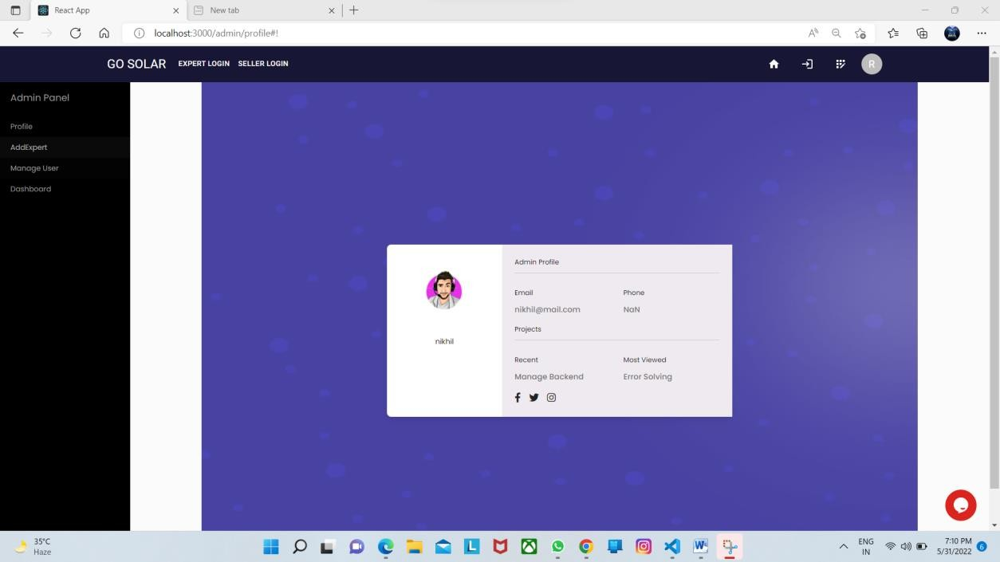 React App
New tab
localhost:3000/admin/profile#!
GO SOLAR EXPERT LOGIN SELLER LOGIN
R
Admin Panel
Profile
AddExpert
Manage User
Dashboard
nikhil
Admin Profile
Email Phone
nikhil@mail.com NaN
Projects
Recent Most Viewed
Manage Backend Error Solving
35°C
Haze
ENG
IN
7:10 PM
5/31/2022
6